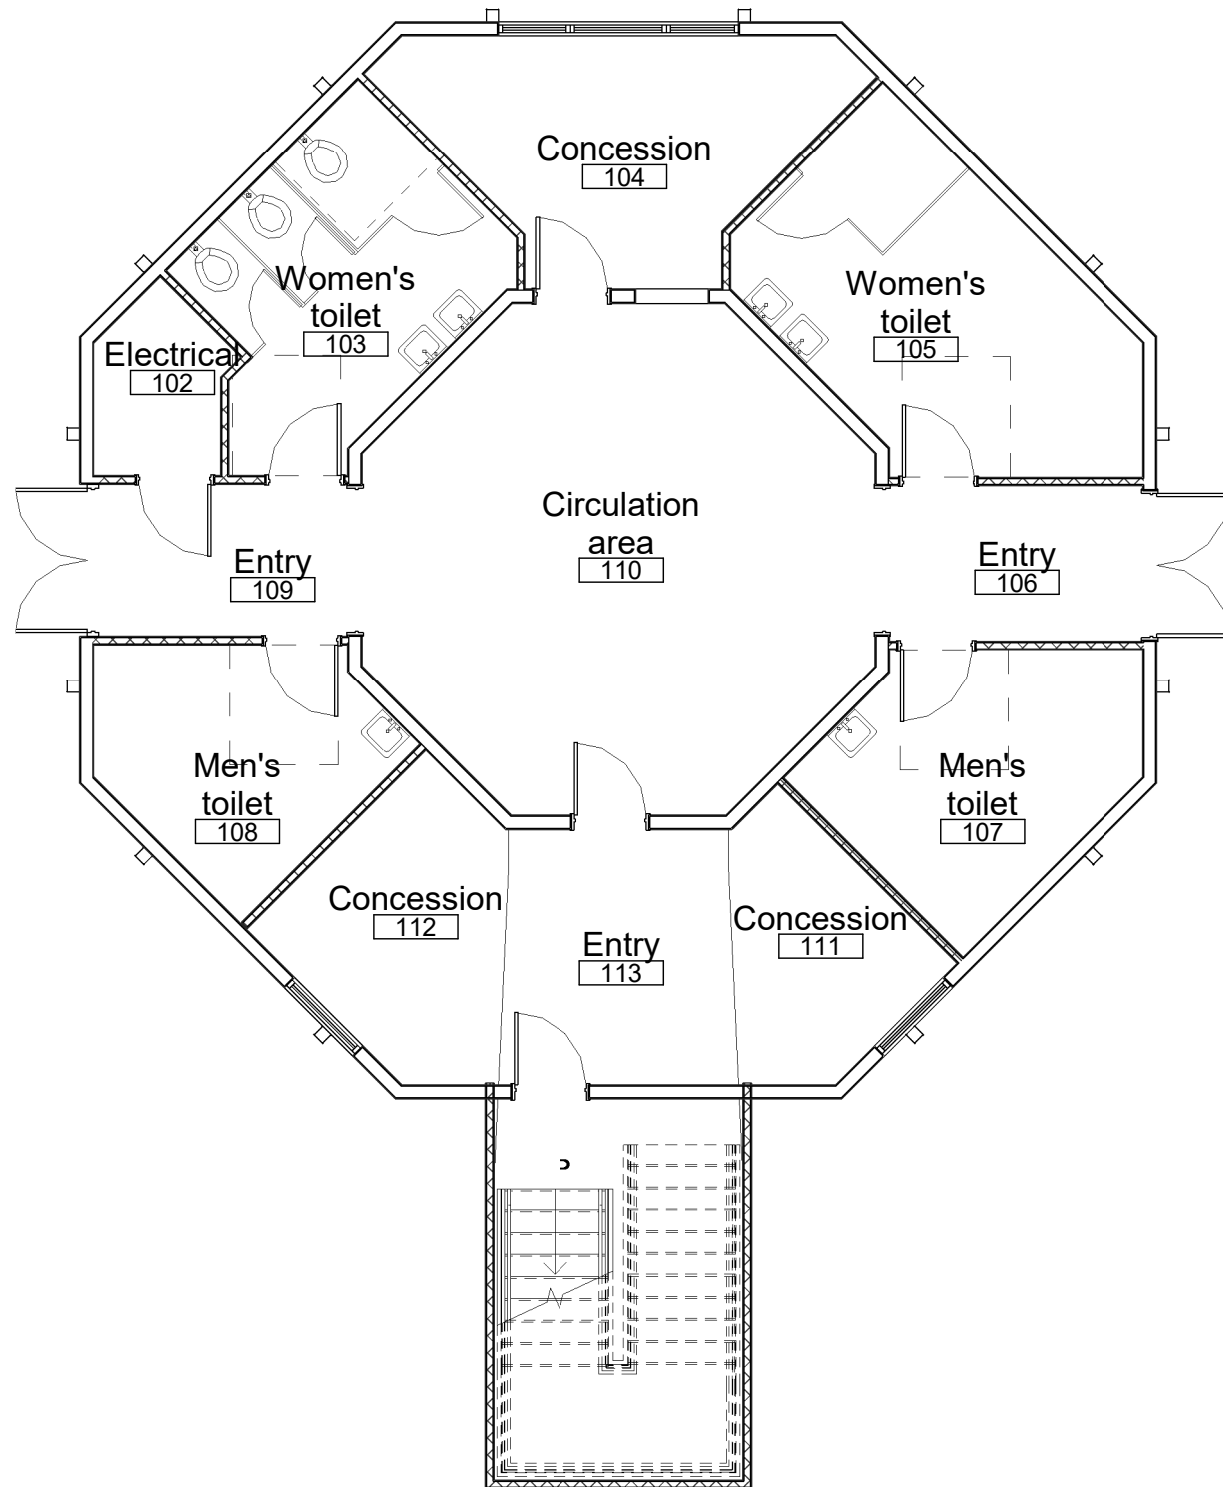 Concession
104
Women's
toilet
103
Women's
toilet
105
Electrical
102
Circulation
area
110
Entry
109
Entry
106
Men's
toilet
108
Men's
toilet
107
Concession
112
Concession
111
Entry
113